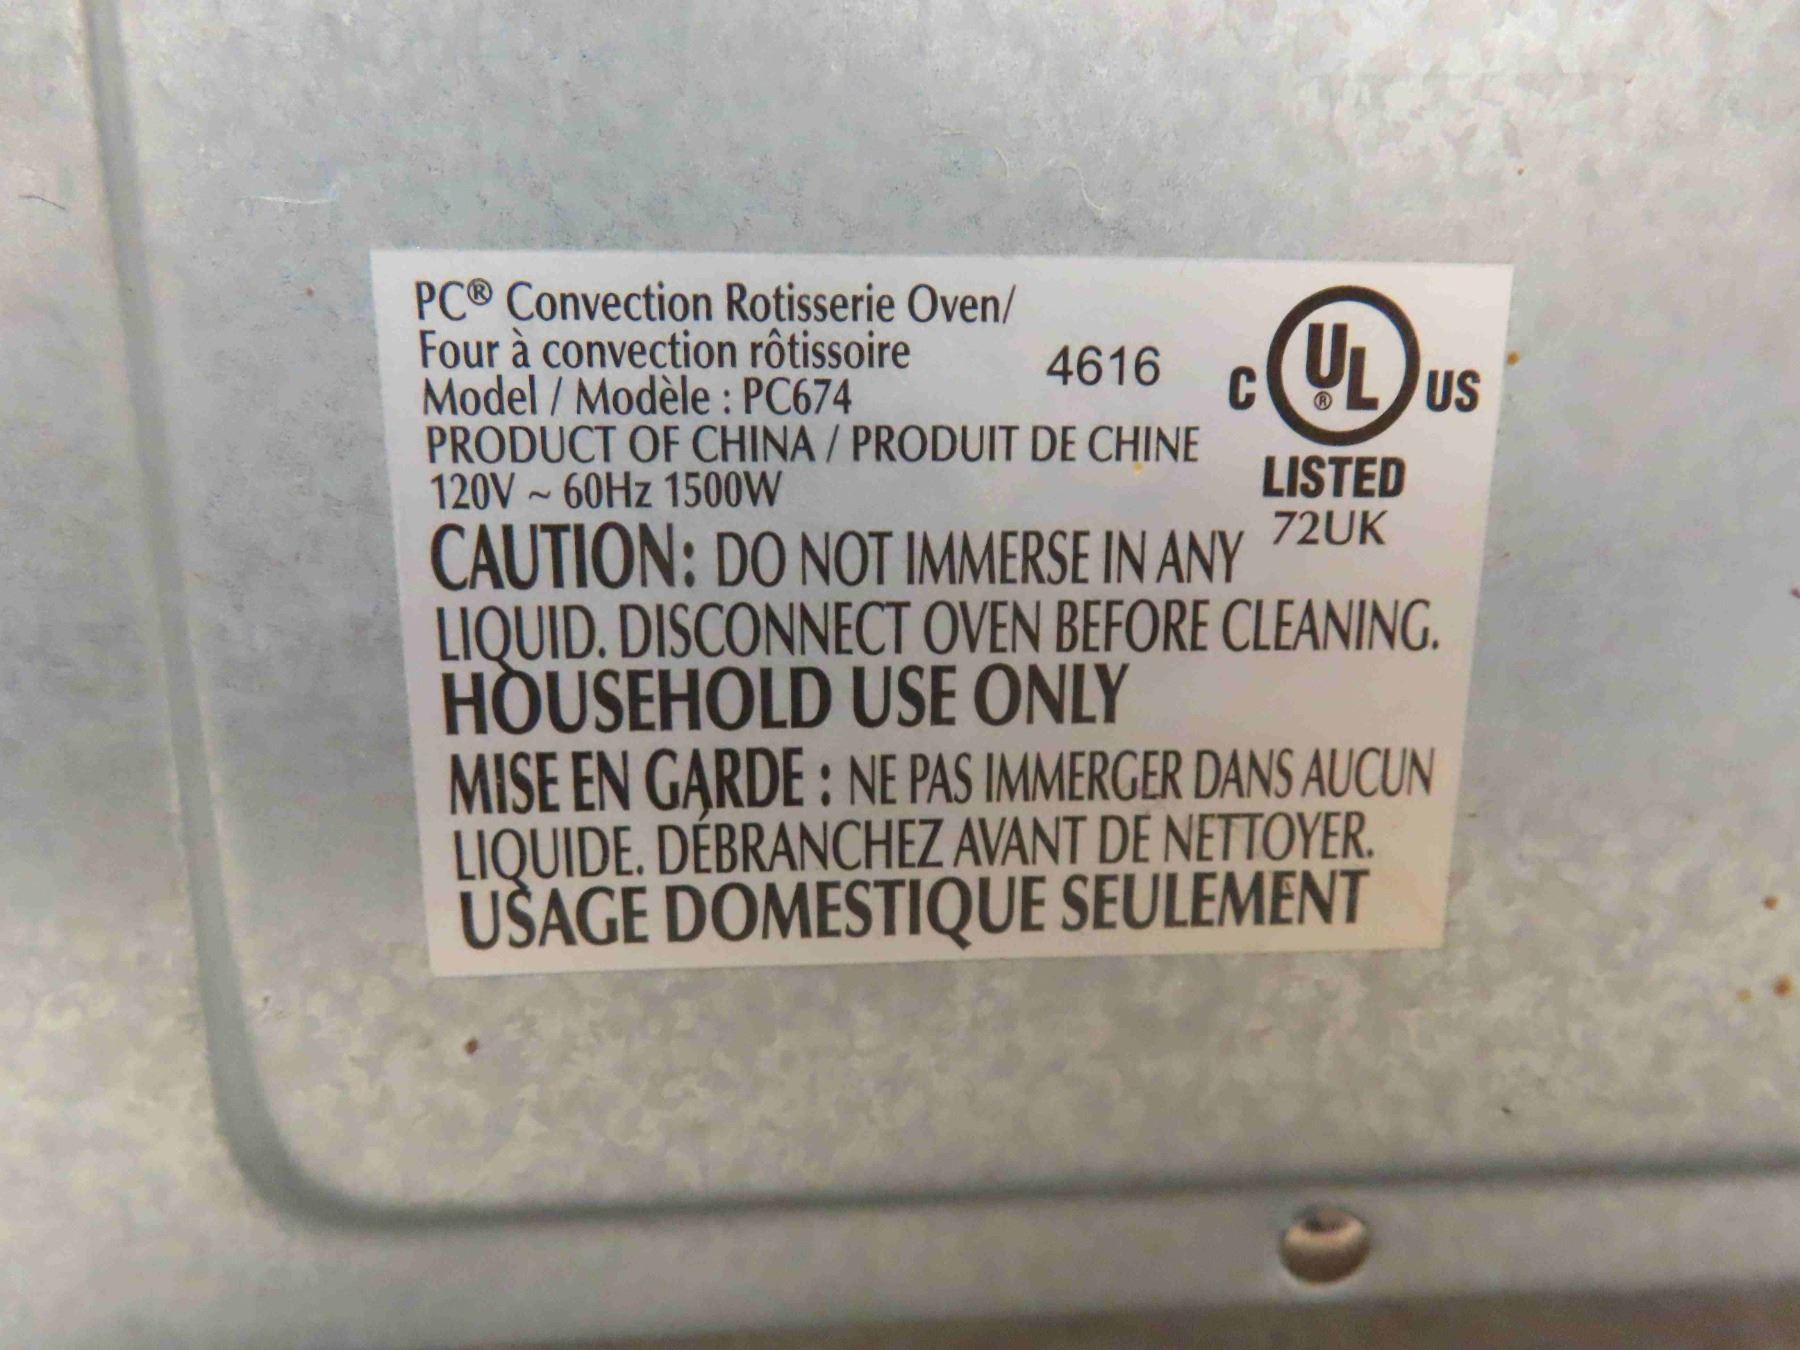 PC® Convection Rotisserie Oven/
Four à convection rôtissoire
Model / Modèle : PC674
4616
PRODUCT OF CHINA / PRODUIT DE CHINE
120V ~ 60Hz 1500W
C UL® US
LISTED
72UK
CAUTION: DO NOT IMMERSE IN ANY
LIQUID. DISCONNECT OVEN BEFORE CLEANING.
HOUSEHOLD USE ONLY
MISE EN GARDE : NE PAS IMMERGER DANS AUCUN
LIQUIDE. DÉBRANCHEZ AVANT DE NETTOYER.
USAGE DOMESTIQUE SEULEMENT